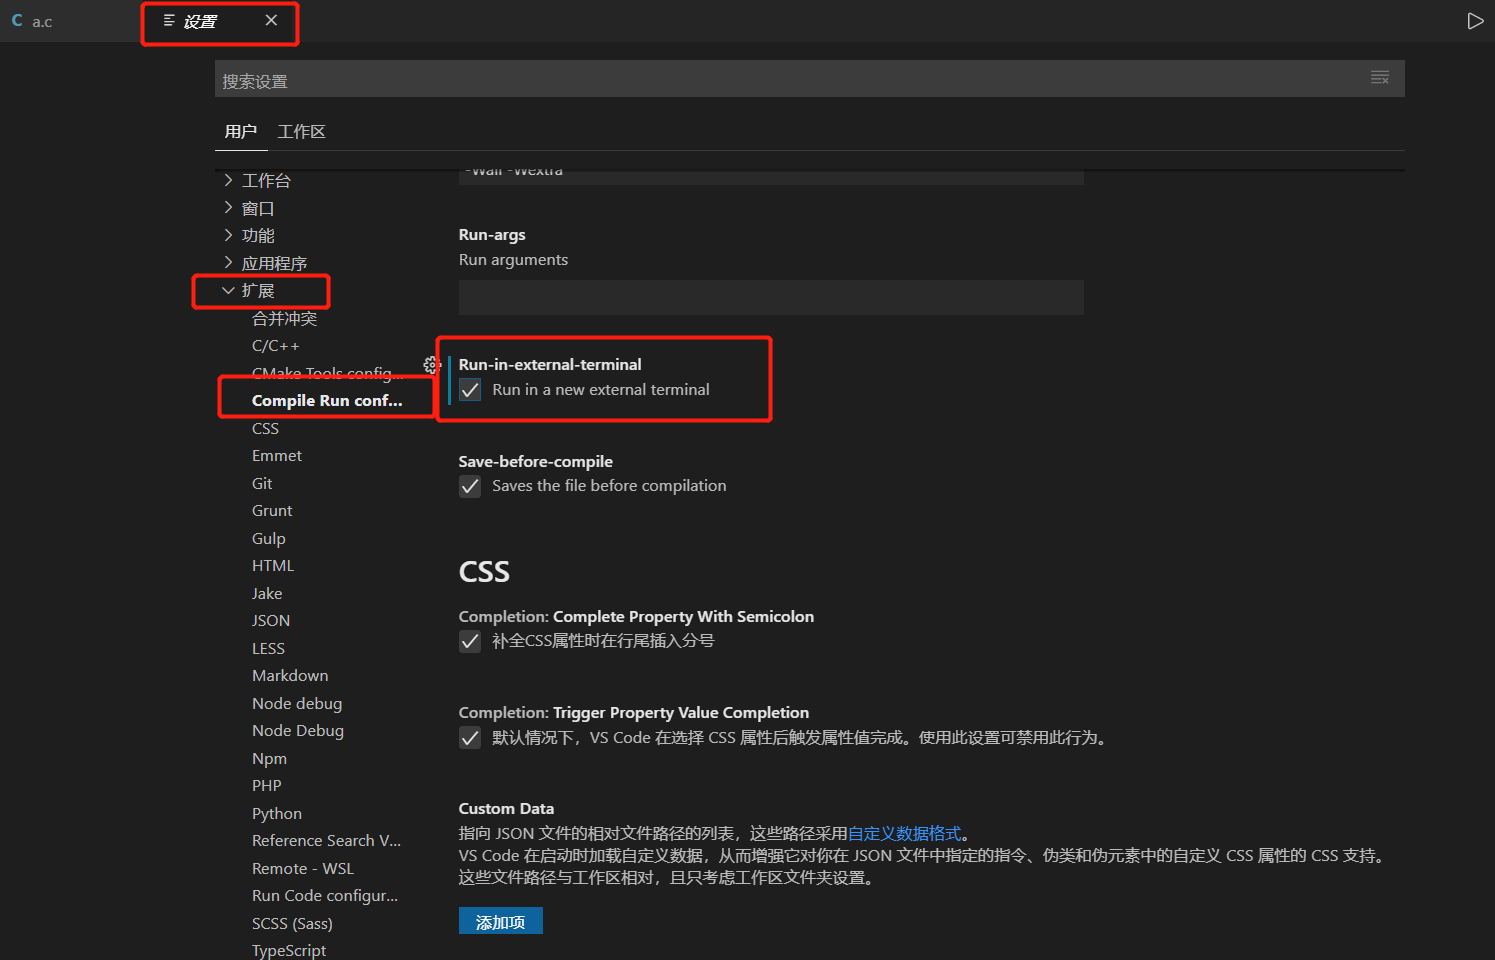 C a.c
设置
搜索设置
用户 工作区
工作台
窗口
功能
应用程序
扩展
合并冲突
C/C++
CMake Tools config...
Compile Run conf...
CSS
Emmet
Git
Grunt
Gulp
HTML
Jake
JSON
LESS
Markdown
Node debug
Node Debug
Npm
PHP
Python
Reference Search V...
Remote - WSL
Run Code configur...
SCSS (Sass)
TypeScript
-Wall -Wextra
Run-args
Run arguments
Run-in-external-terminal
Run in a new external terminal
Save-before-compile
Saves the file before compilation
CSS
Completion: Complete Property With Semicolon
补全CSS属性时在行尾插入分号
Completion: Trigger Property Value Completion
默认情况下，VS Code 在选择 CSS 属性后触发属性值完成。使用此设置可禁用此行为。
Custom Data
指向 JSON 文件的相对文件路径的列表，这些路径采用自定义数据格式。
VS Code 在启动时加载自定义数据，从而增强它对你在 JSON 文件中指定的指令、伪类和伪元素中的自定义 CSS 属性的 CSS 支持。
这些文件路径与工作区相对，且只考虑工作区文件夹设置。
添加项